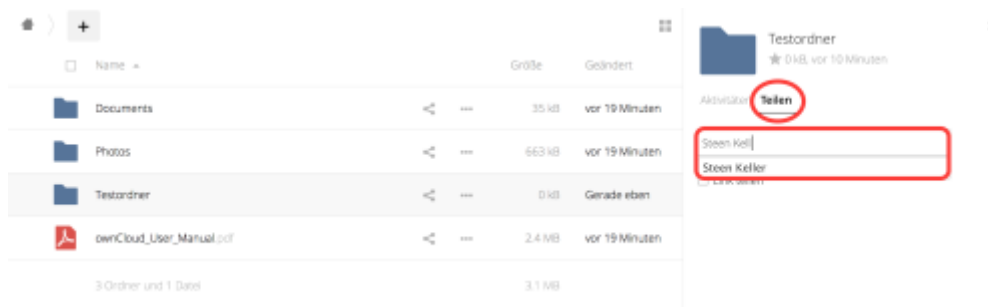 +
Name Größe Geändert
Documents 35 kB vor 19 Minuten
Photos 663 kB vor 19 Minuten
Testordner 0 kB Gerade eben
ownCloud_User_Manual.pdf 2.4 MB vor 19 Minuten
3 Ordner und 1 Datei 3.1 MB
Testordner
0 kB, vor 10 Minuten
Aktivitäten Teilen
Steen Kell
Steen Keller
Link teilen